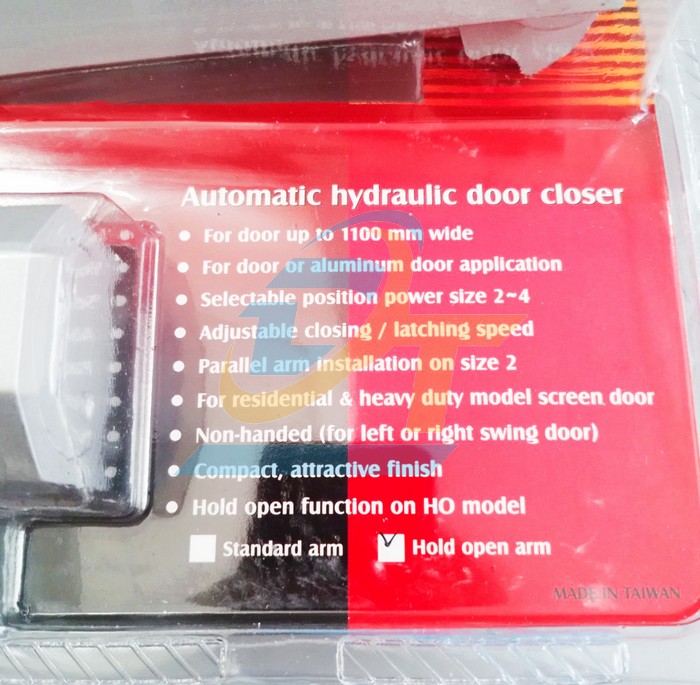 Automatic hydraulic door closer
• For door up to 1100 mm wide
• For door or aluminum door application
• Selectable position power size 2~4
• Adjustable closing / latching speed
• Parallel arm installation on size 2
• For residential & heavy duty model screen door
• Non-handed (for left or right swing door)
• Compact, attractive finish
• Hold open function on HO model
Standard arm Hold open arm
MADE IN TAIWAN